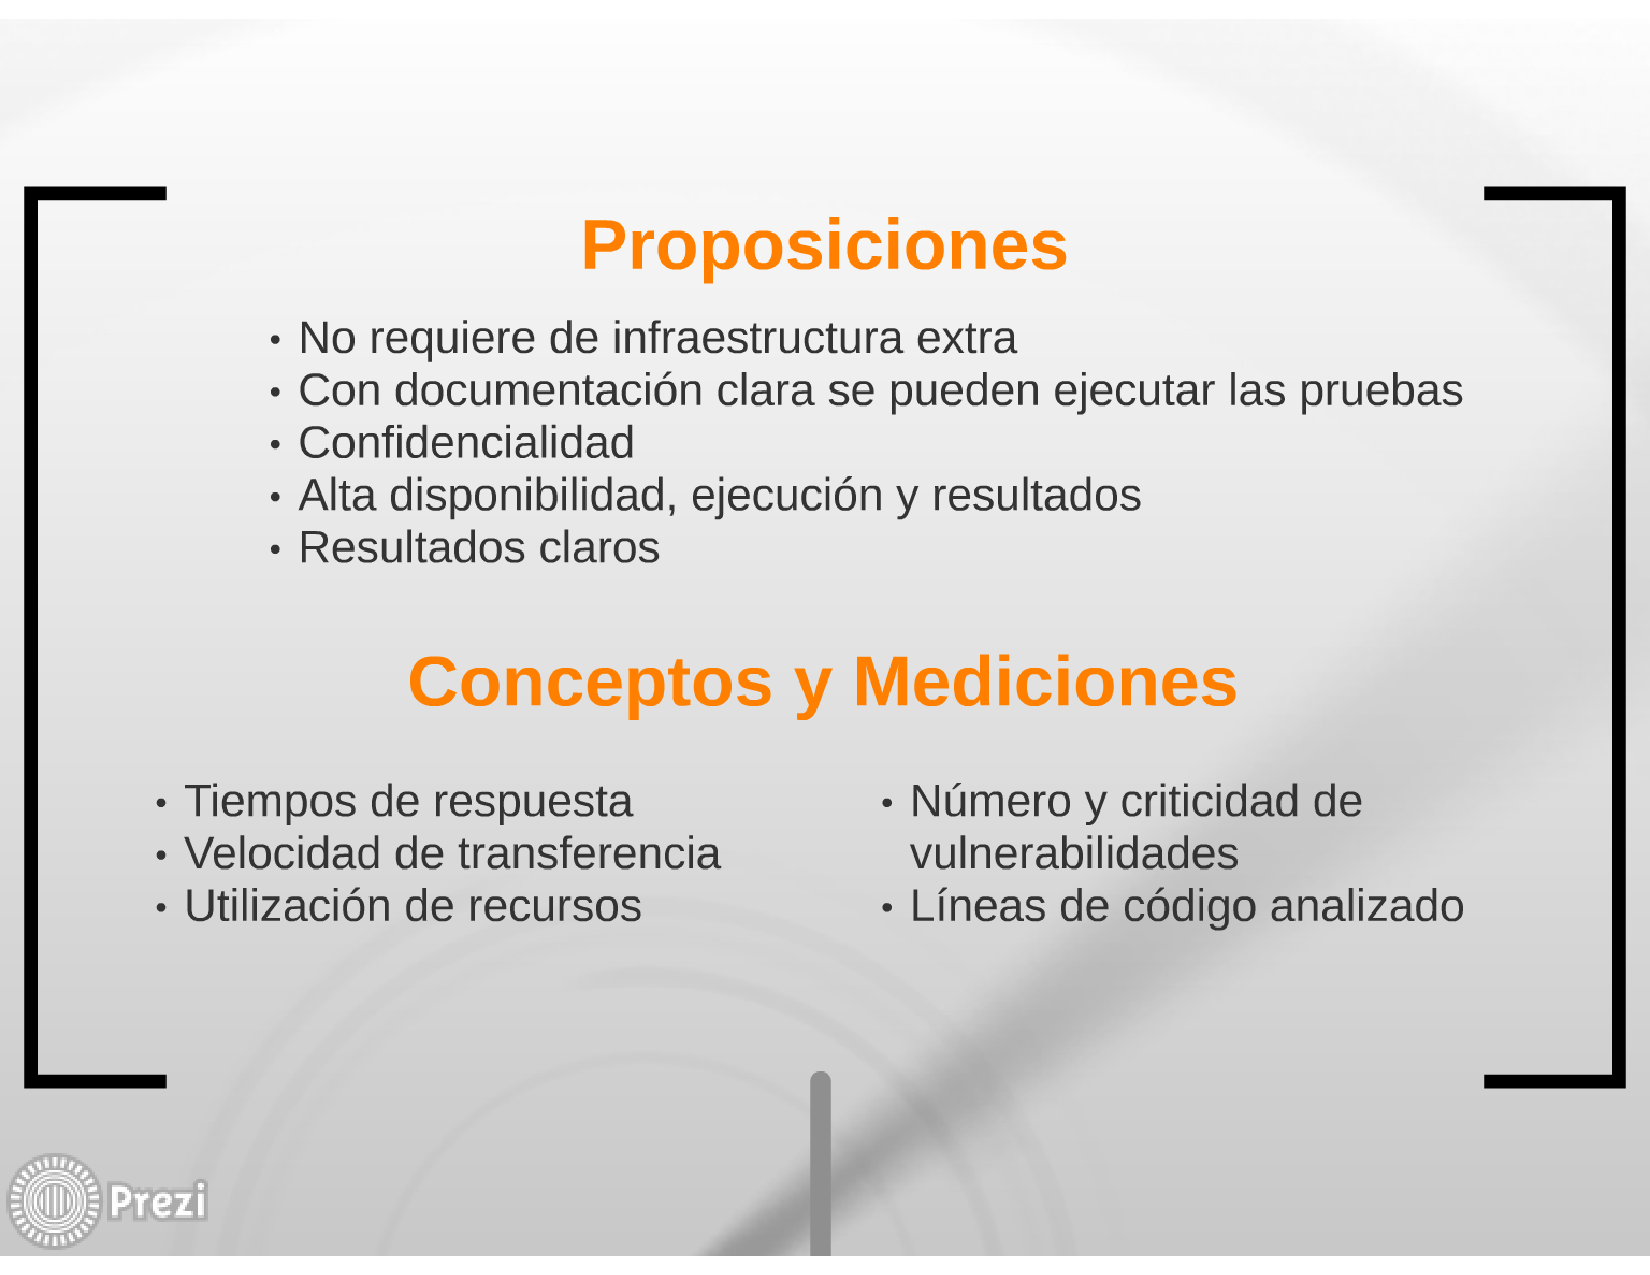 Proposiciones
• No requiere de infraestructura extra
• Con documentación clara se pueden ejecutar las pruebas
• Confidencialidad
• Alta disponibilidad, ejecución y resultados
• Resultados claros
Conceptos y Mediciones
• Tiempos de respuesta
• Velocidad de transferencia
• Utilización de recursos
• Número y criticidad de
vulnerabilidades
• Líneas de código analizado
Prezi